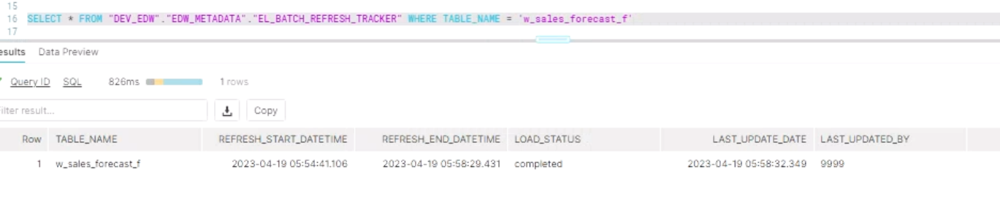 15
16 SELECT * FROM "DEV_EDW"."EDW_METADATA"."EL_BATCH_REFRESH_TRACKER" WHERE TABLE_NAME = 'w_sales_forecast_f'
17
esults Data Preview
Query ID SQL 826ms 1 rows
ilter result... Copy
Row TABLE_NAME REFRESH_START_DATETIME REFRESH_END_DATETIME LOAD_STATUS LAST_UPDATE_DATE LAST_UPDATED_BY
1 w_sales_forecast_f 2023-04-19 05:54:41.106 2023-04-19 05:58:29.431 completed 2023-04-19 05:58:32.349 9999